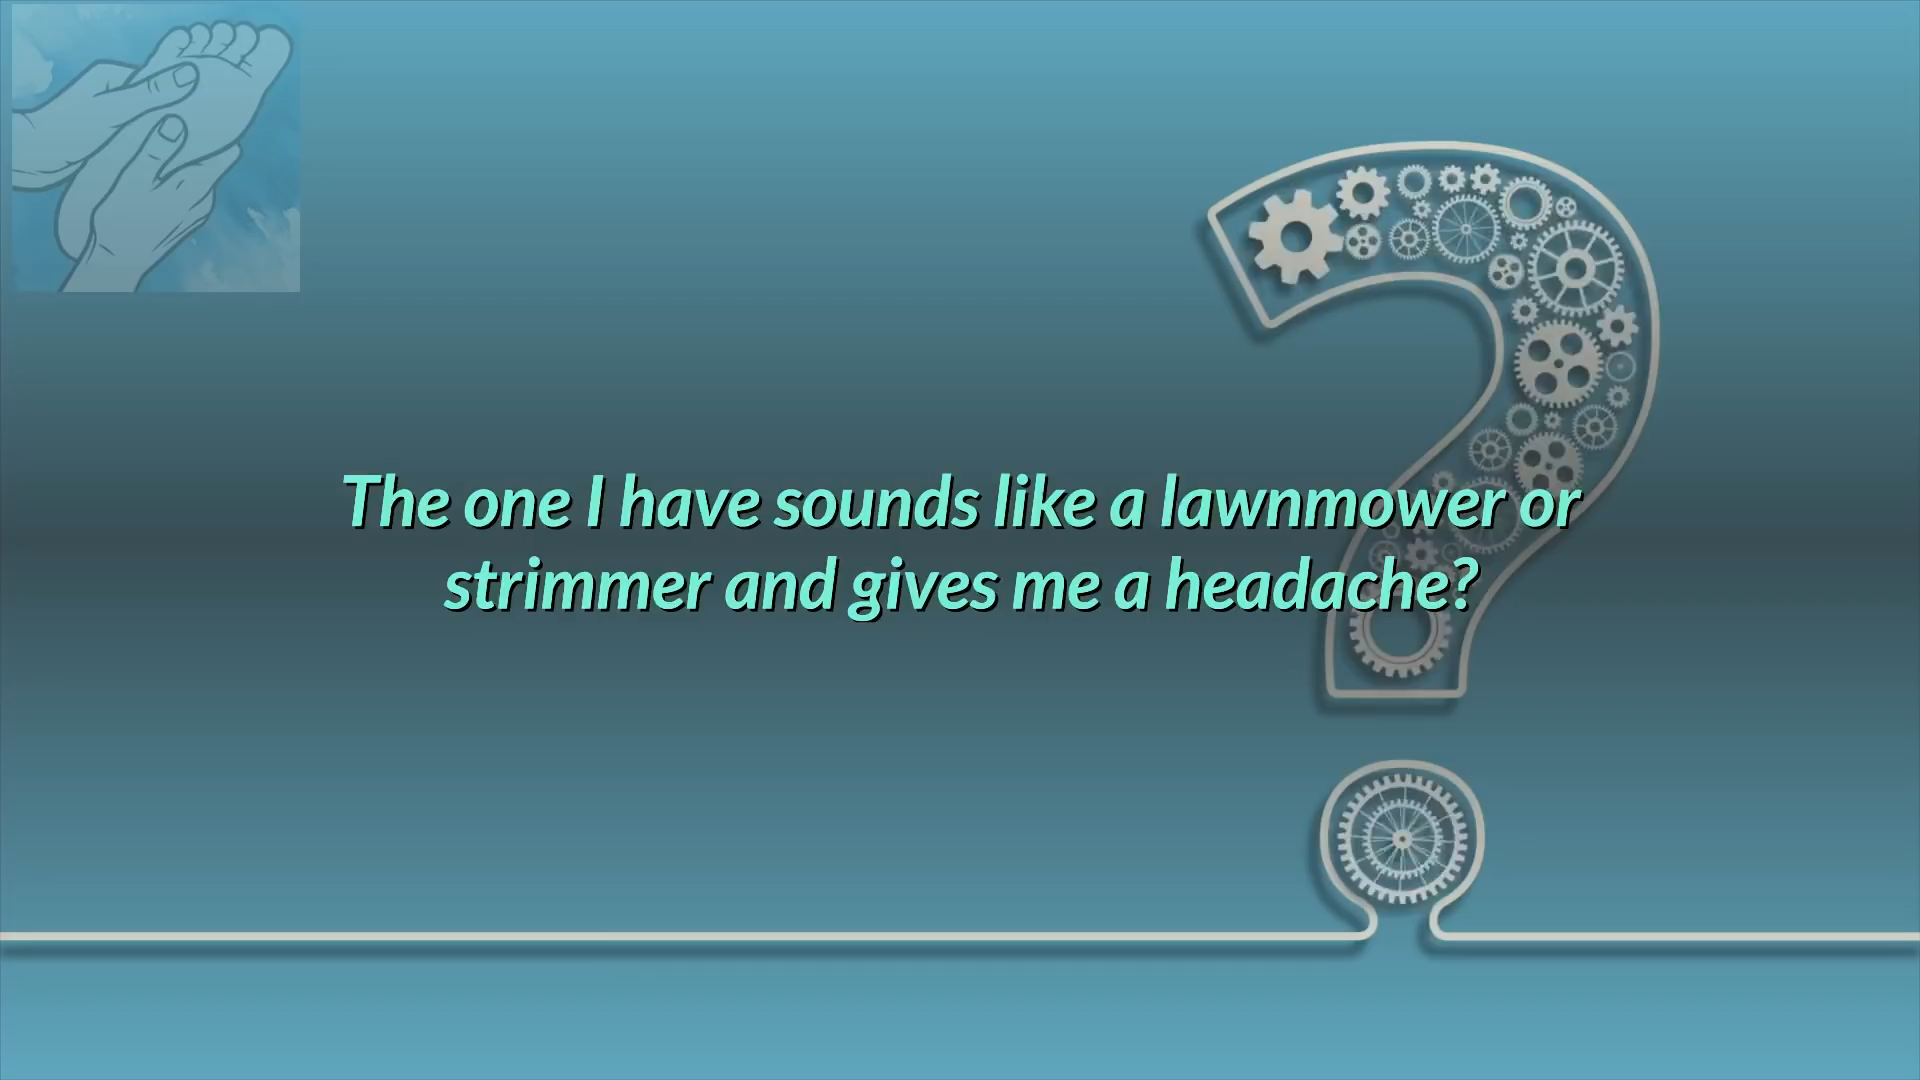 The one I have sounds like a lawnmower or
strimmer and gives me a headache?